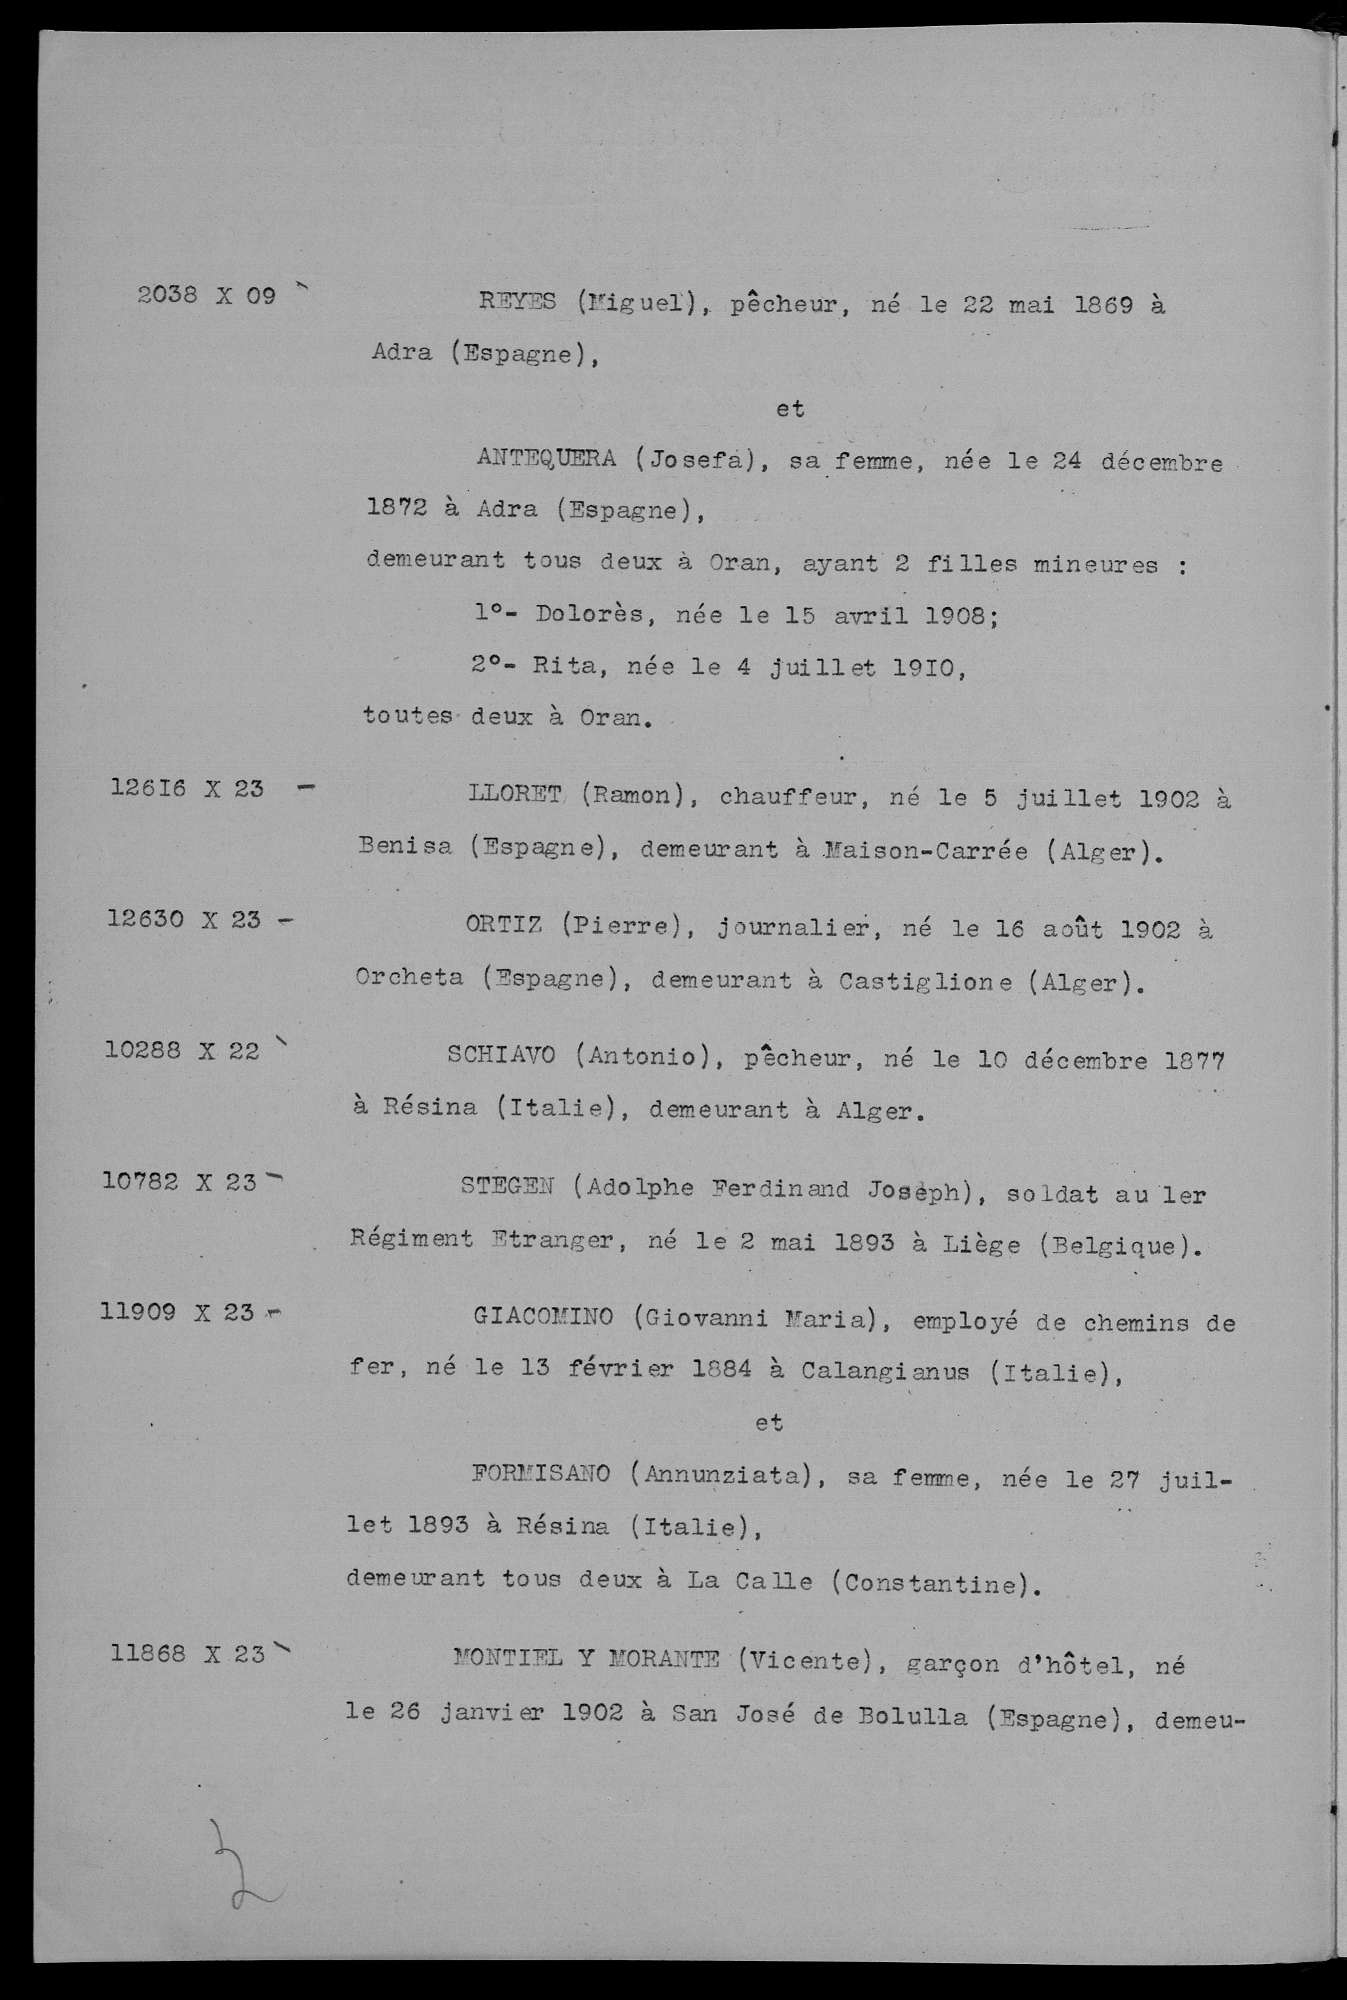 2038 X 09 REYES (Miguel), pêcheur, né le 22 mai 1869 à
Adra (Espagne),
et
ANTEQUERA (Josefa), sa femme, née le 24 décembre
1872 à Adra (Espagne),
demeurant tous deux à Oran, ayant 2 filles mineures :
1°- Dolorès, née le 15 avril 1908;
2°- Rita, née le 4 juillet 19I0,
toutes deux à Oran.
126I6 X 23 - LLORET (Ramon), chauffeur, né le 5 juillet 1902 à
Benisa (Espagne), demeurant à Maison-Carrée (Alger).
12630 X 23 - ORTIZ (Pierre), journalier, né le 16 août 1902 à
Orcheta (Espagne), demeurant à Castiglione (Alger).
10288 X 22 SCHIAVO (Antonio), pêcheur, né le 10 décembre 1877
à Résina (Italie), demeurant à Alger.
10782 X 23 - STEGEN (Adolphe Ferdinand Joseph), soldat au 1er
Régiment Etranger, né le 2 mai 1893 à Liège (Belgique).
11909 X 23 - GIACOMINO (Giovanni Maria), employé de chemins de
fer, né le 13 février 1884 à Calangianus (Italie),
et
FORMISANO (Annunziata), sa femme, née le 27 juil-
let 1893 à Résina (Italie),
demeurant tous deux à La Calle (Constantine).
11868 X 23 MONTIEL Y MORANTE (Vicente), garçon d'hôtel, né
le 26 janvier 1902 à San José de Bolulla (Espagne), demeu-